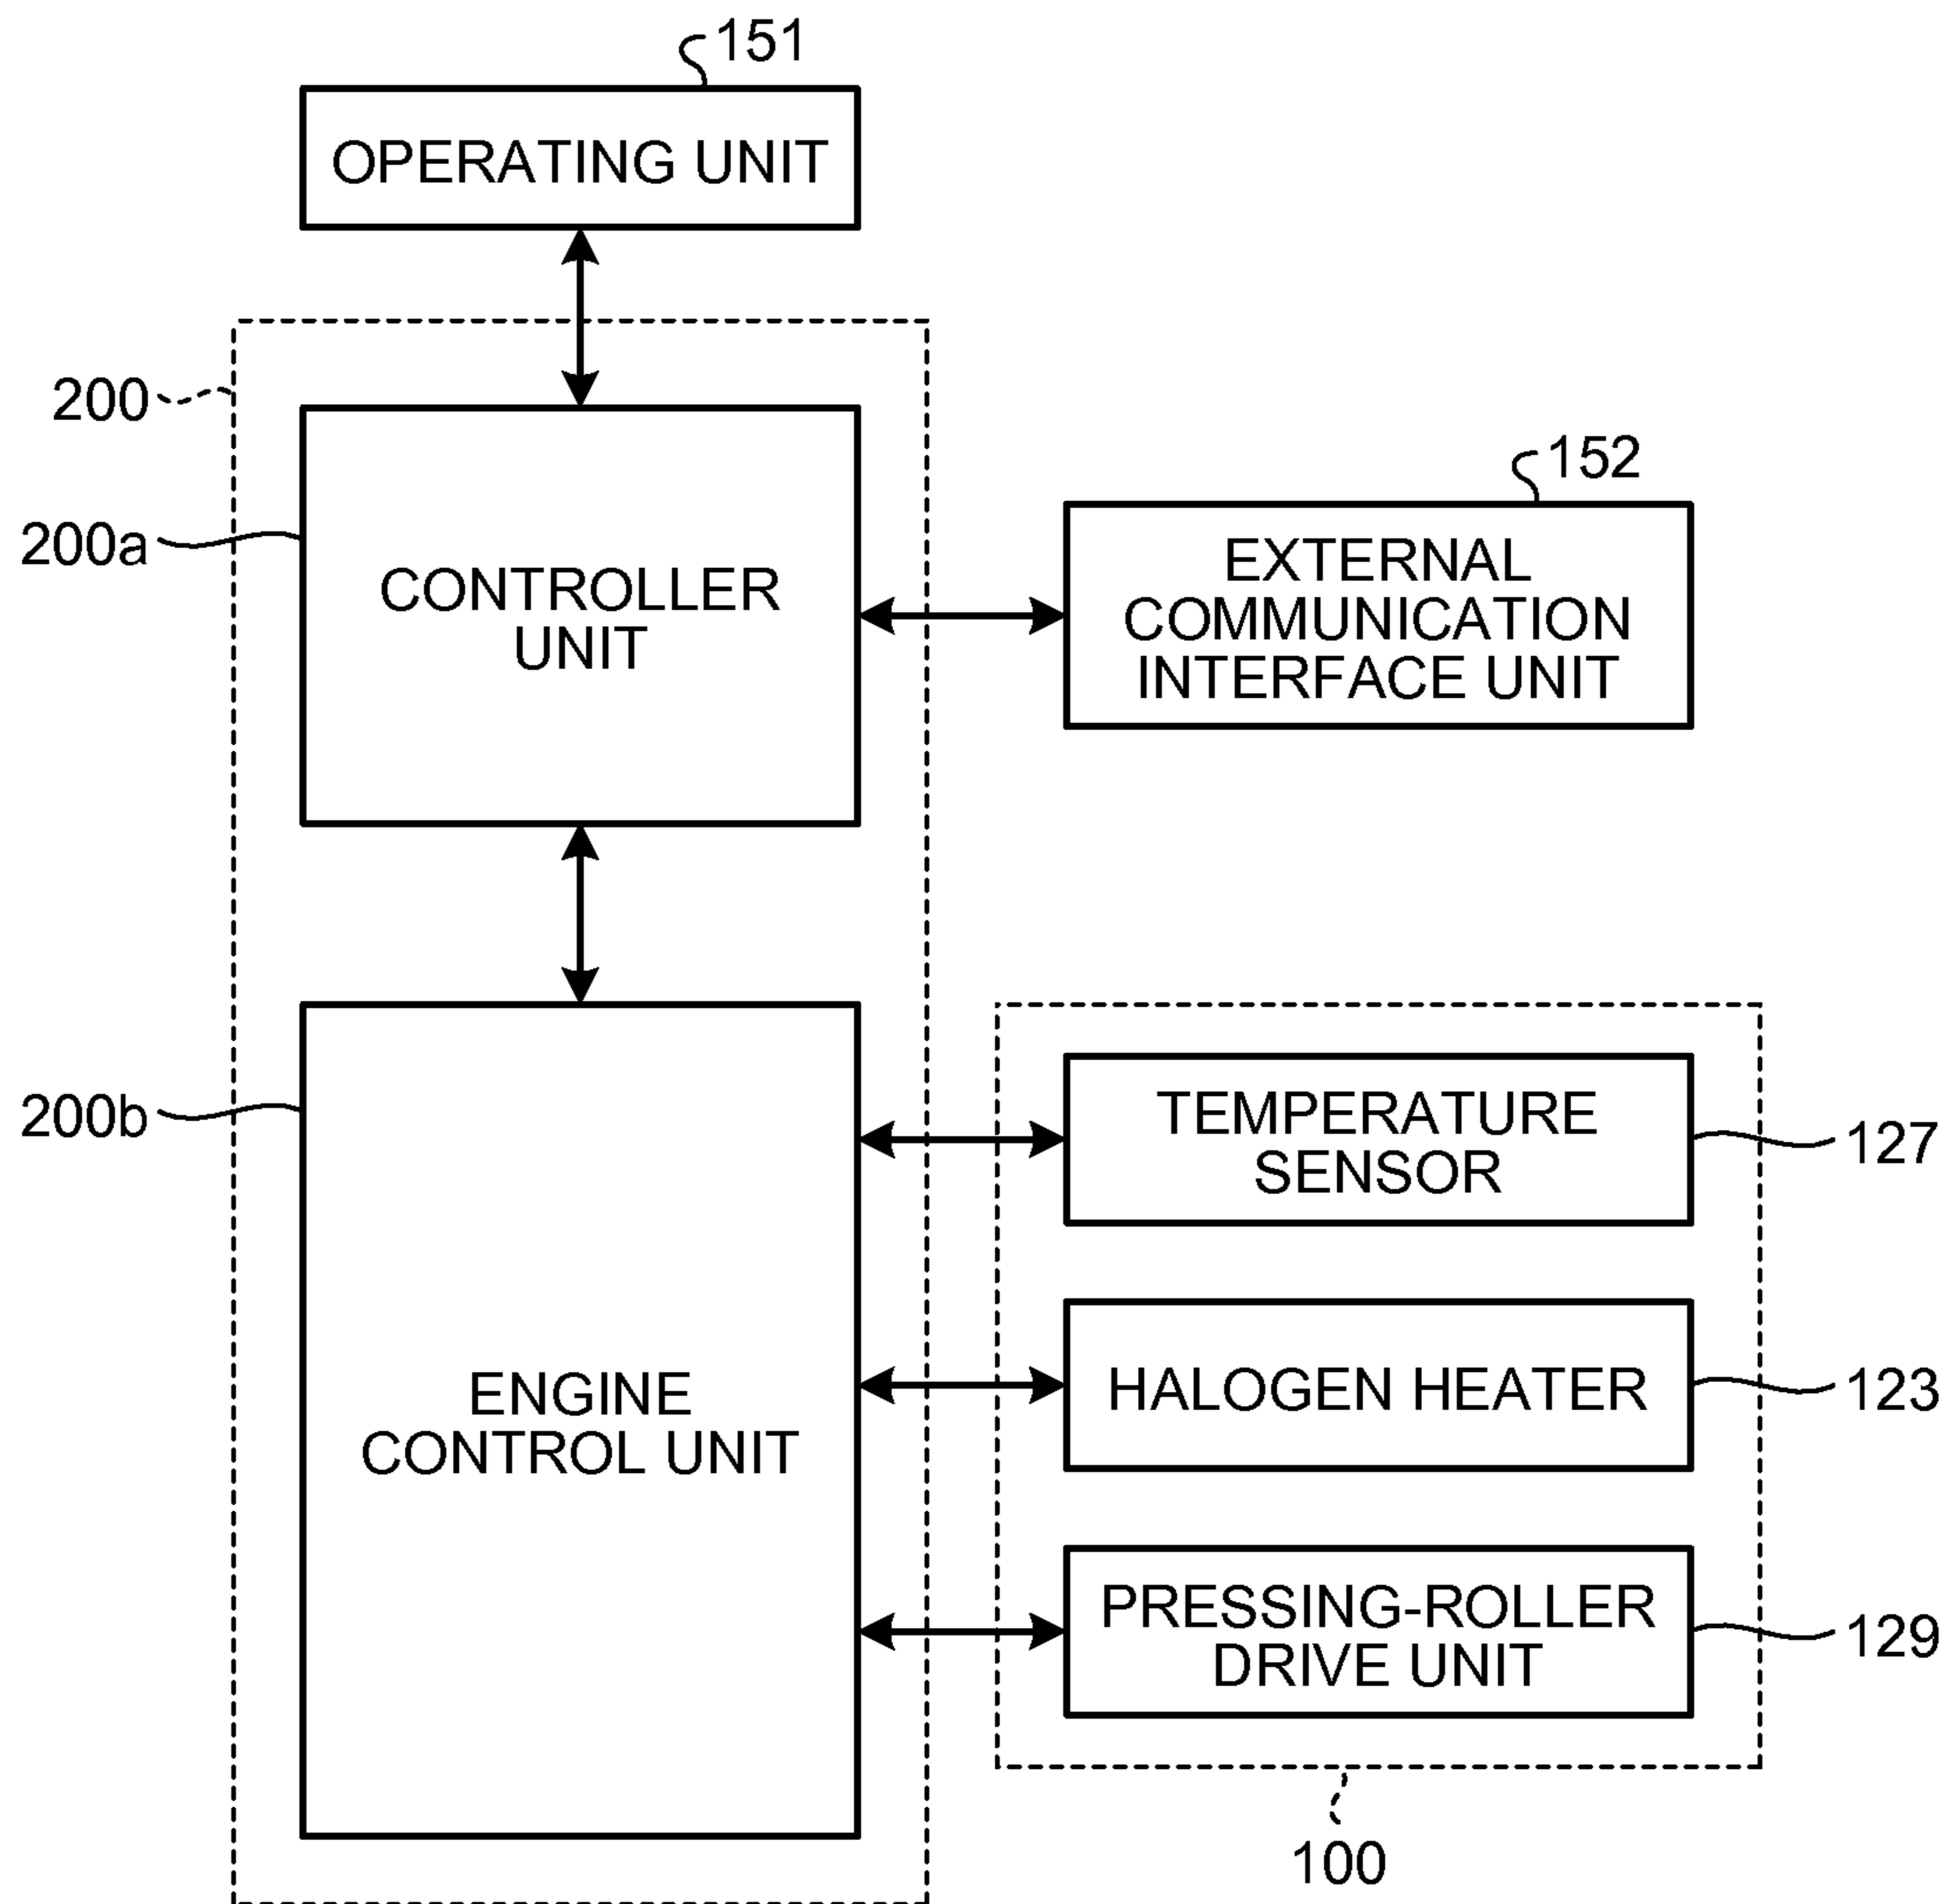 151
OPERATING UNIT
200
200a
CONTROLLER
UNIT
152
EXTERNAL
COMMUNICATION
INTERFACE UNIT
200b
ENGINE
CONTROL UNIT
TEMPERATURE
SENSOR
127
HALOGEN HEATER
123
PRESSING-ROLLER
DRIVE UNIT
129
100